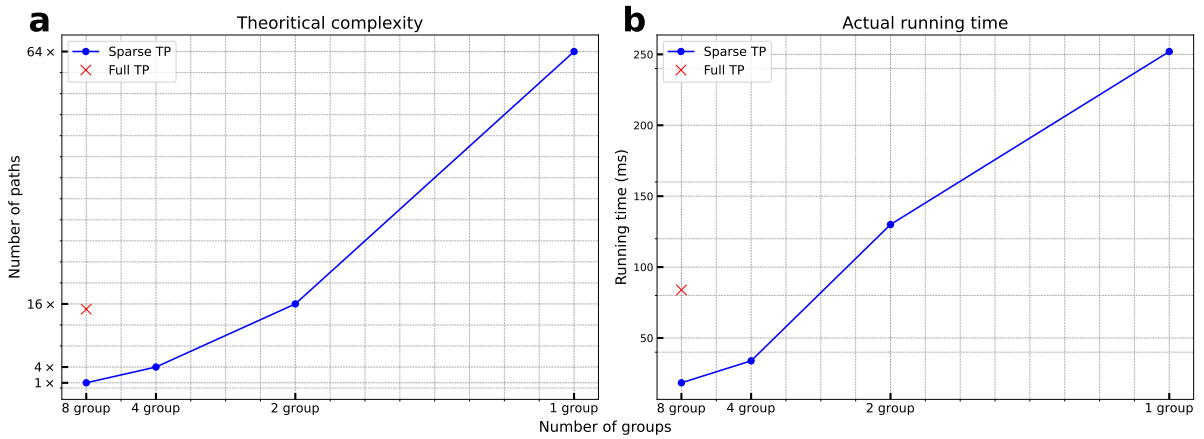 a
Theoritical complexity
Sparse TP
Full TP
Number of paths
64 ×
16 ×
4 ×
1 ×
8 group
4 group
2 group
1 group
b
Actual running time
Sparse TP
Full TP
Running time (ms)
250
200
150
100
50
8 group
4 group
2 group
1 group
Number of groups